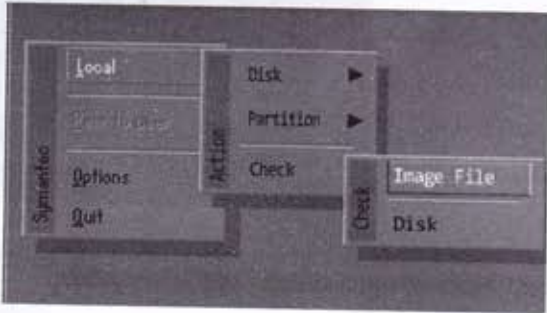 Symantec
Local
Options
Quit
Action
Disk
Partition
Check
Check
Image File
Disk